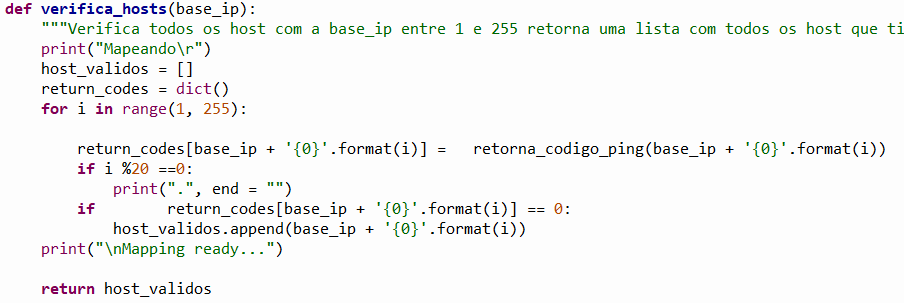 def verifica_hosts(base_ip):
    """Verifica todos os host com a base_ip entre 1 e 255 retorna uma lista com todos os host que
    print("Mapeando\r")
    host_validos = []
    return_codes = dict()
    for i in range(1, 255):
        return_codes[base_ip + '{0}'.format(i)] =   retorna_codigo_ping(base_ip + '{0}'.format(i))
        if i %20 ==0:
            print(".", end = "")
        if        return_codes[base_ip + '{0}'.format(i)] == 0:
            host_validos.append(base_ip + '{0}'.format(i))
    print("\nMapping ready...")
    return host_validos